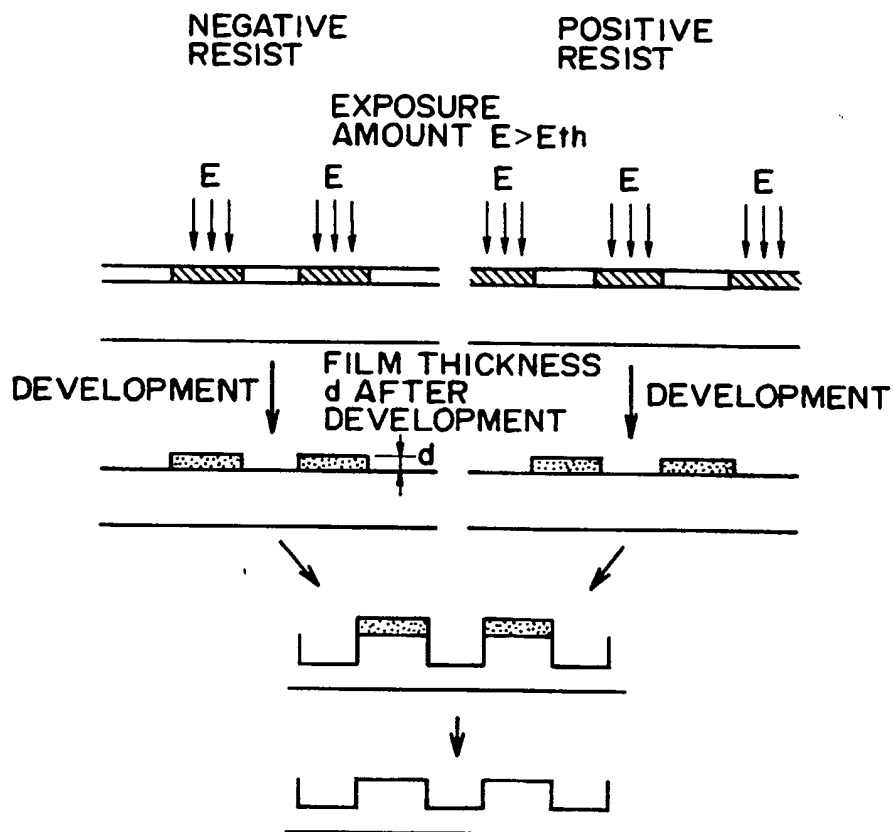 NEGATIVE
RESIST
POSITIVE
RESIST
EXPOSURE
AMOUNT E>Eth
E
E
E
E
E
DEVELOPMENT
FILM THICKNESS
d AFTER
DEVELOPMENT
DEVELOPMENT
d